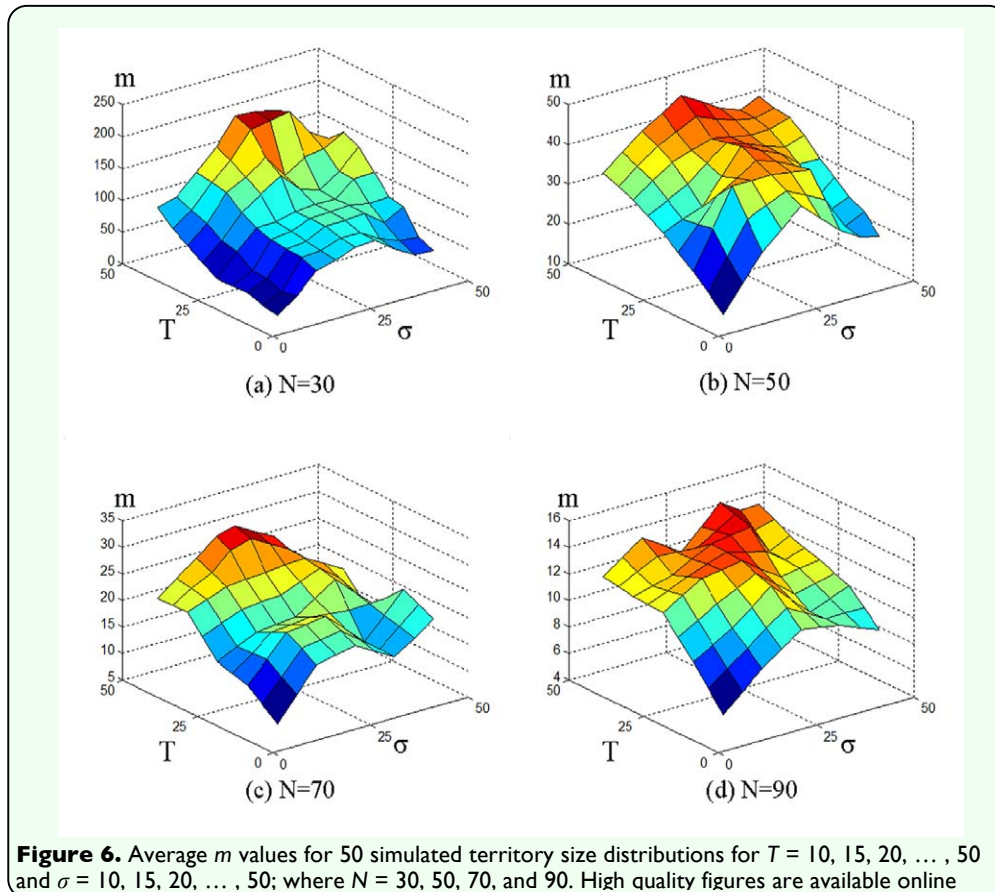 m
250
200
150
100
50
0
50
T
25
0
0
25
σ
50
(a) N=30
m
50
40
30
20
10
50
T
25
0
0
25
σ
50
(b) N=50
m
35
30
25
20
15
10
5
50
T
25
0
0
25
σ
50
(c) N=70
m
16
14
12
10
8
6
4
50
T
25
0
0
25
σ
50
(d) N=90
Figure 6. Average m values for 50 simulated territory size distributions for T = 10, 15, 20, … , 50
and σ = 10, 15, 20, … , 50; where N = 30, 50, 70, and 90. High quality figures are available online